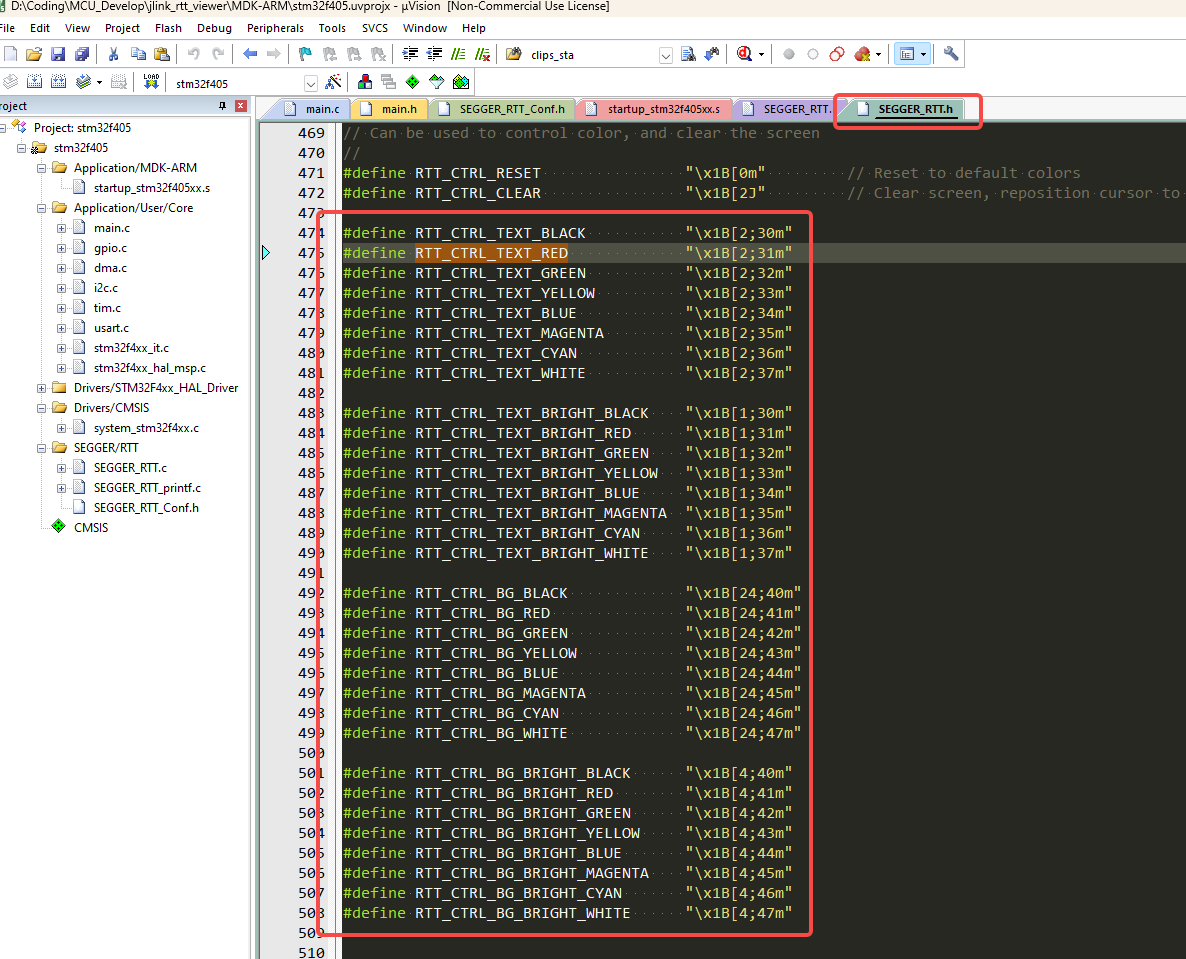 D:\Coding\MCU_Develop\jlink_rtt_viewer\MDK-ARM\stm32f405.uvprojx - µVision [Non-Commercial Use License]
File Edit View Project Flash Debug Peripherals Tools SVCS Window Help
clips_sta
LOAD stm32f405
roject
main.c main.h SEGGER_RTT_Conf.h startup_stm32f405xx.s SEGGER_RTT. SEGGER_RTT.h
Project: stm32f405
stm32f405
Application/MDK-ARM
startup_stm32f405xx.s
Application/User/Core
main.c
gpio.c
dma.c
i2c.c
tim.c
usart.c
stm32f4xx_it.c
stm32f4xx_hal_msp.c
Drivers/STM32F4xx_HAL_Driver
Drivers/CMSIS
system_stm32f4xx.c
SEGGER/RTT
SEGGER_RTT.c
SEGGER_RTT_printf.c
SEGGER_RTT_Conf.h
CMSIS
469 // Can be used to control color, and clear the screen
470 //
471 #define RTT_CTRL_RESET "\x1B[0m" // Reset to default colors
472 #define RTT_CTRL_CLEAR "\x1B[2J" // Clear screen, reposition cursor to
473
474 #define RTT_CTRL_TEXT_BLACK "\x1B[2;30m"
475 #define RTT_CTRL_TEXT_RED "\x1B[2;31m"
476 #define RTT_CTRL_TEXT_GREEN "\x1B[2;32m"
477 #define RTT_CTRL_TEXT_YELLOW "\x1B[2;33m"
478 #define RTT_CTRL_TEXT_BLUE "\x1B[2;34m"
479 #define RTT_CTRL_TEXT_MAGENTA "\x1B[2;35m"
480 #define RTT_CTRL_TEXT_CYAN "\x1B[2;36m"
481 #define RTT_CTRL_TEXT_WHITE "\x1B[2;37m"
482
483 #define RTT_CTRL_TEXT_BRIGHT_BLACK "\x1B[1;30m"
484 #define RTT_CTRL_TEXT_BRIGHT_RED "\x1B[1;31m"
485 #define RTT_CTRL_TEXT_BRIGHT_GREEN "\x1B[1;32m"
486 #define RTT_CTRL_TEXT_BRIGHT_YELLOW "\x1B[1;33m"
487 #define RTT_CTRL_TEXT_BRIGHT_BLUE "\x1B[1;34m"
488 #define RTT_CTRL_TEXT_BRIGHT_MAGENTA "\x1B[1;35m"
489 #define RTT_CTRL_TEXT_BRIGHT_CYAN "\x1B[1;36m"
490 #define RTT_CTRL_TEXT_BRIGHT_WHITE "\x1B[1;37m"
491
492 #define RTT_CTRL_BG_BLACK "\x1B[24;40m"
493 #define RTT_CTRL_BG_RED "\x1B[24;41m"
494 #define RTT_CTRL_BG_GREEN "\x1B[24;42m"
495 #define RTT_CTRL_BG_YELLOW "\x1B[24;43m"
496 #define RTT_CTRL_BG_BLUE "\x1B[24;44m"
497 #define RTT_CTRL_BG_MAGENTA "\x1B[24;45m"
498 #define RTT_CTRL_BG_CYAN "\x1B[24;46m"
499 #define RTT_CTRL_BG_WHITE "\x1B[24;47m"
500
501 #define RTT_CTRL_BG_BRIGHT_BLACK "\x1B[4;40m"
502 #define RTT_CTRL_BG_BRIGHT_RED "\x1B[4;41m"
503 #define RTT_CTRL_BG_BRIGHT_GREEN "\x1B[4;42m"
504 #define RTT_CTRL_BG_BRIGHT_YELLOW "\x1B[4;43m"
505 #define RTT_CTRL_BG_BRIGHT_BLUE "\x1B[4;44m"
506 #define RTT_CTRL_BG_BRIGHT_MAGENTA "\x1B[4;45m"
507 #define RTT_CTRL_BG_BRIGHT_CYAN "\x1B[4;46m"
508 #define RTT_CTRL_BG_BRIGHT_WHITE "\x1B[4;47m"
509
510